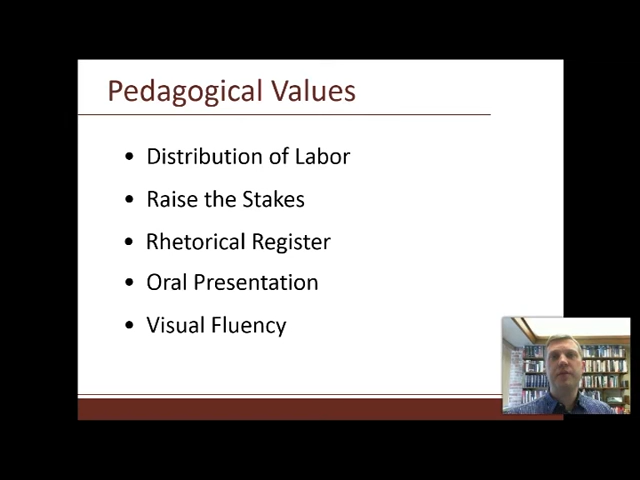 Pedagogical Values
• Distribution of Labor
• Raise the Stakes
• Rhetorical Register
• Oral Presentation
• Visual Fluency